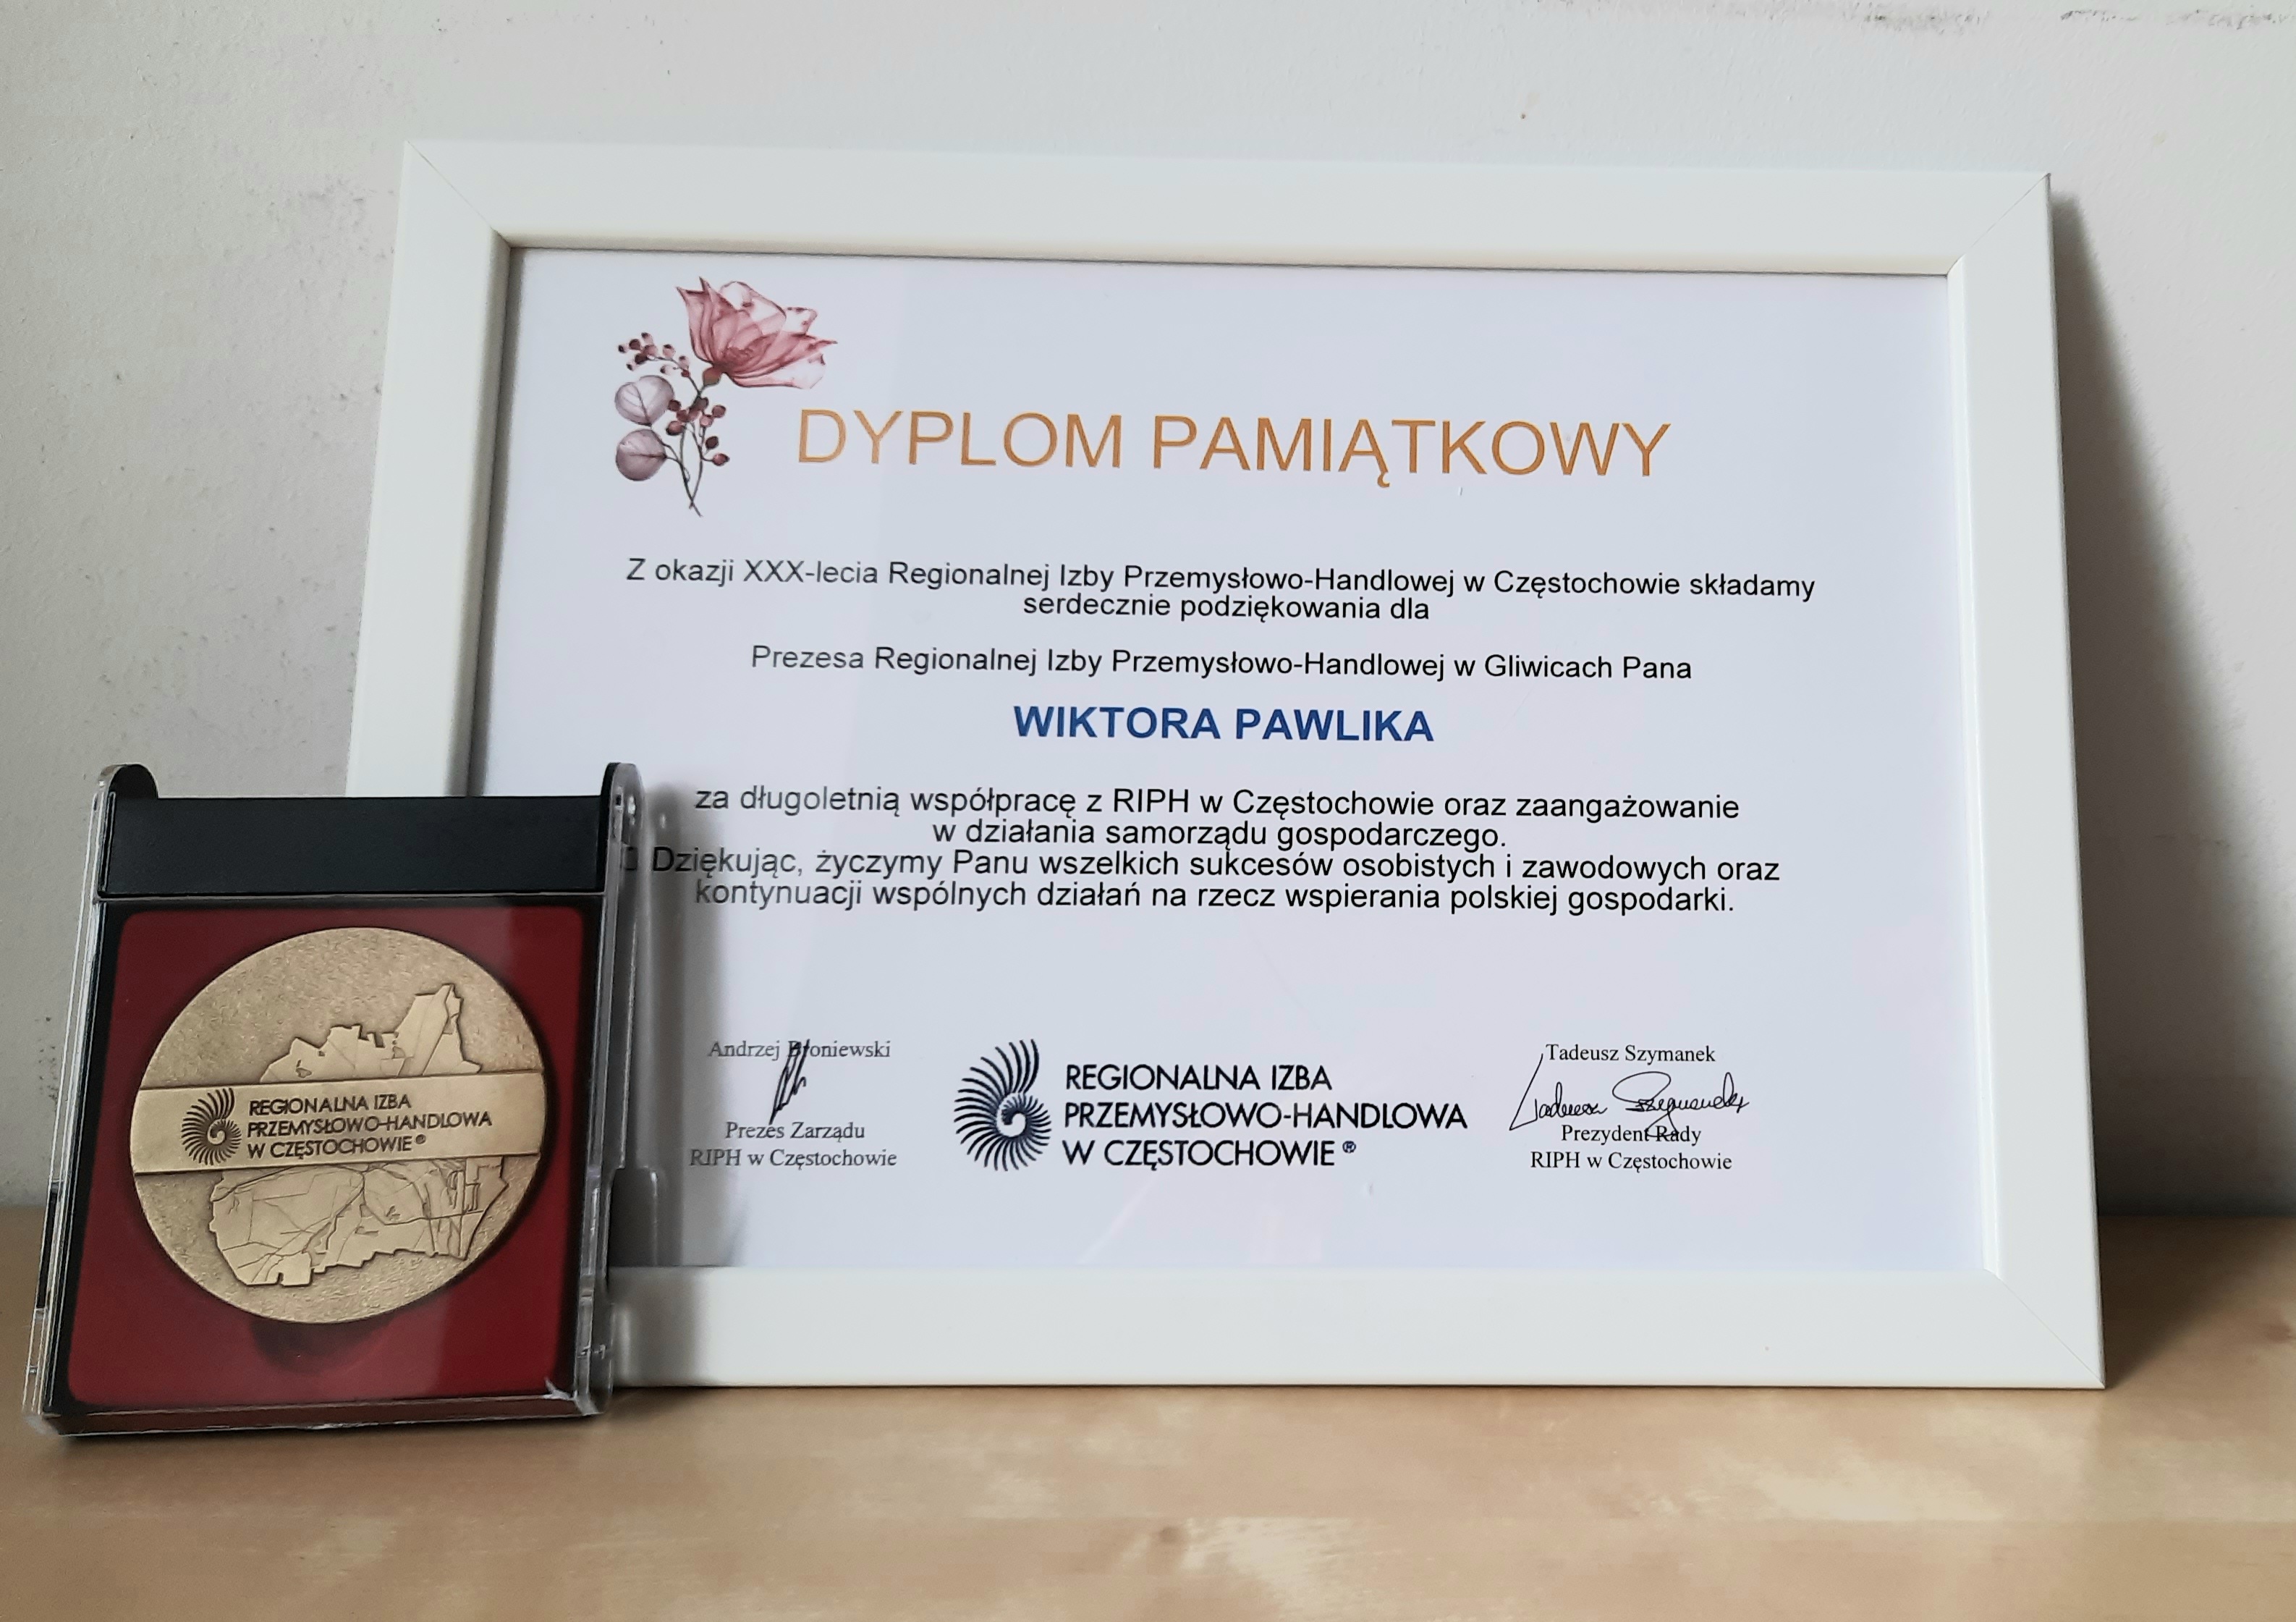 DYPLOM PAMIĄTKOWY
Z okazji XXX-lecia Regionalnej Izby Przemysłowo-Handlowej w Częstochowie składamy
serdecznie podziękowania dla
Prezesa Regionalnej Izby Przemysłowo-Handlowej w Gliwicach Pana
WIKTORA PAWLIKA
za długoletnią współpracę z RIPH w Częstochowie oraz zaangażowanie
w działania samorządu gospodarczego.
Dziękując, życzymy Panu wszelkich sukcesów osobistych i zawodowych oraz
kontynuacji wspólnych działań na rzecz wspierania polskiej gospodarki.
Andrzej Broniewski
Prezes Zarządu
RIPH w Częstochowie
REGIONALNA IZBA
PRZEMYSŁOWO-HANDLOWA
W CZĘSTOCHOWIE ®
Tadeusz Szymanek
Tadeusz Szymanek
Prezydent Rady
RIPH w Częstochowie
REGIONALNA IZBA
PRZEMYSŁOWO-HANDLOWA
W CZĘSTOCHOWIE ®